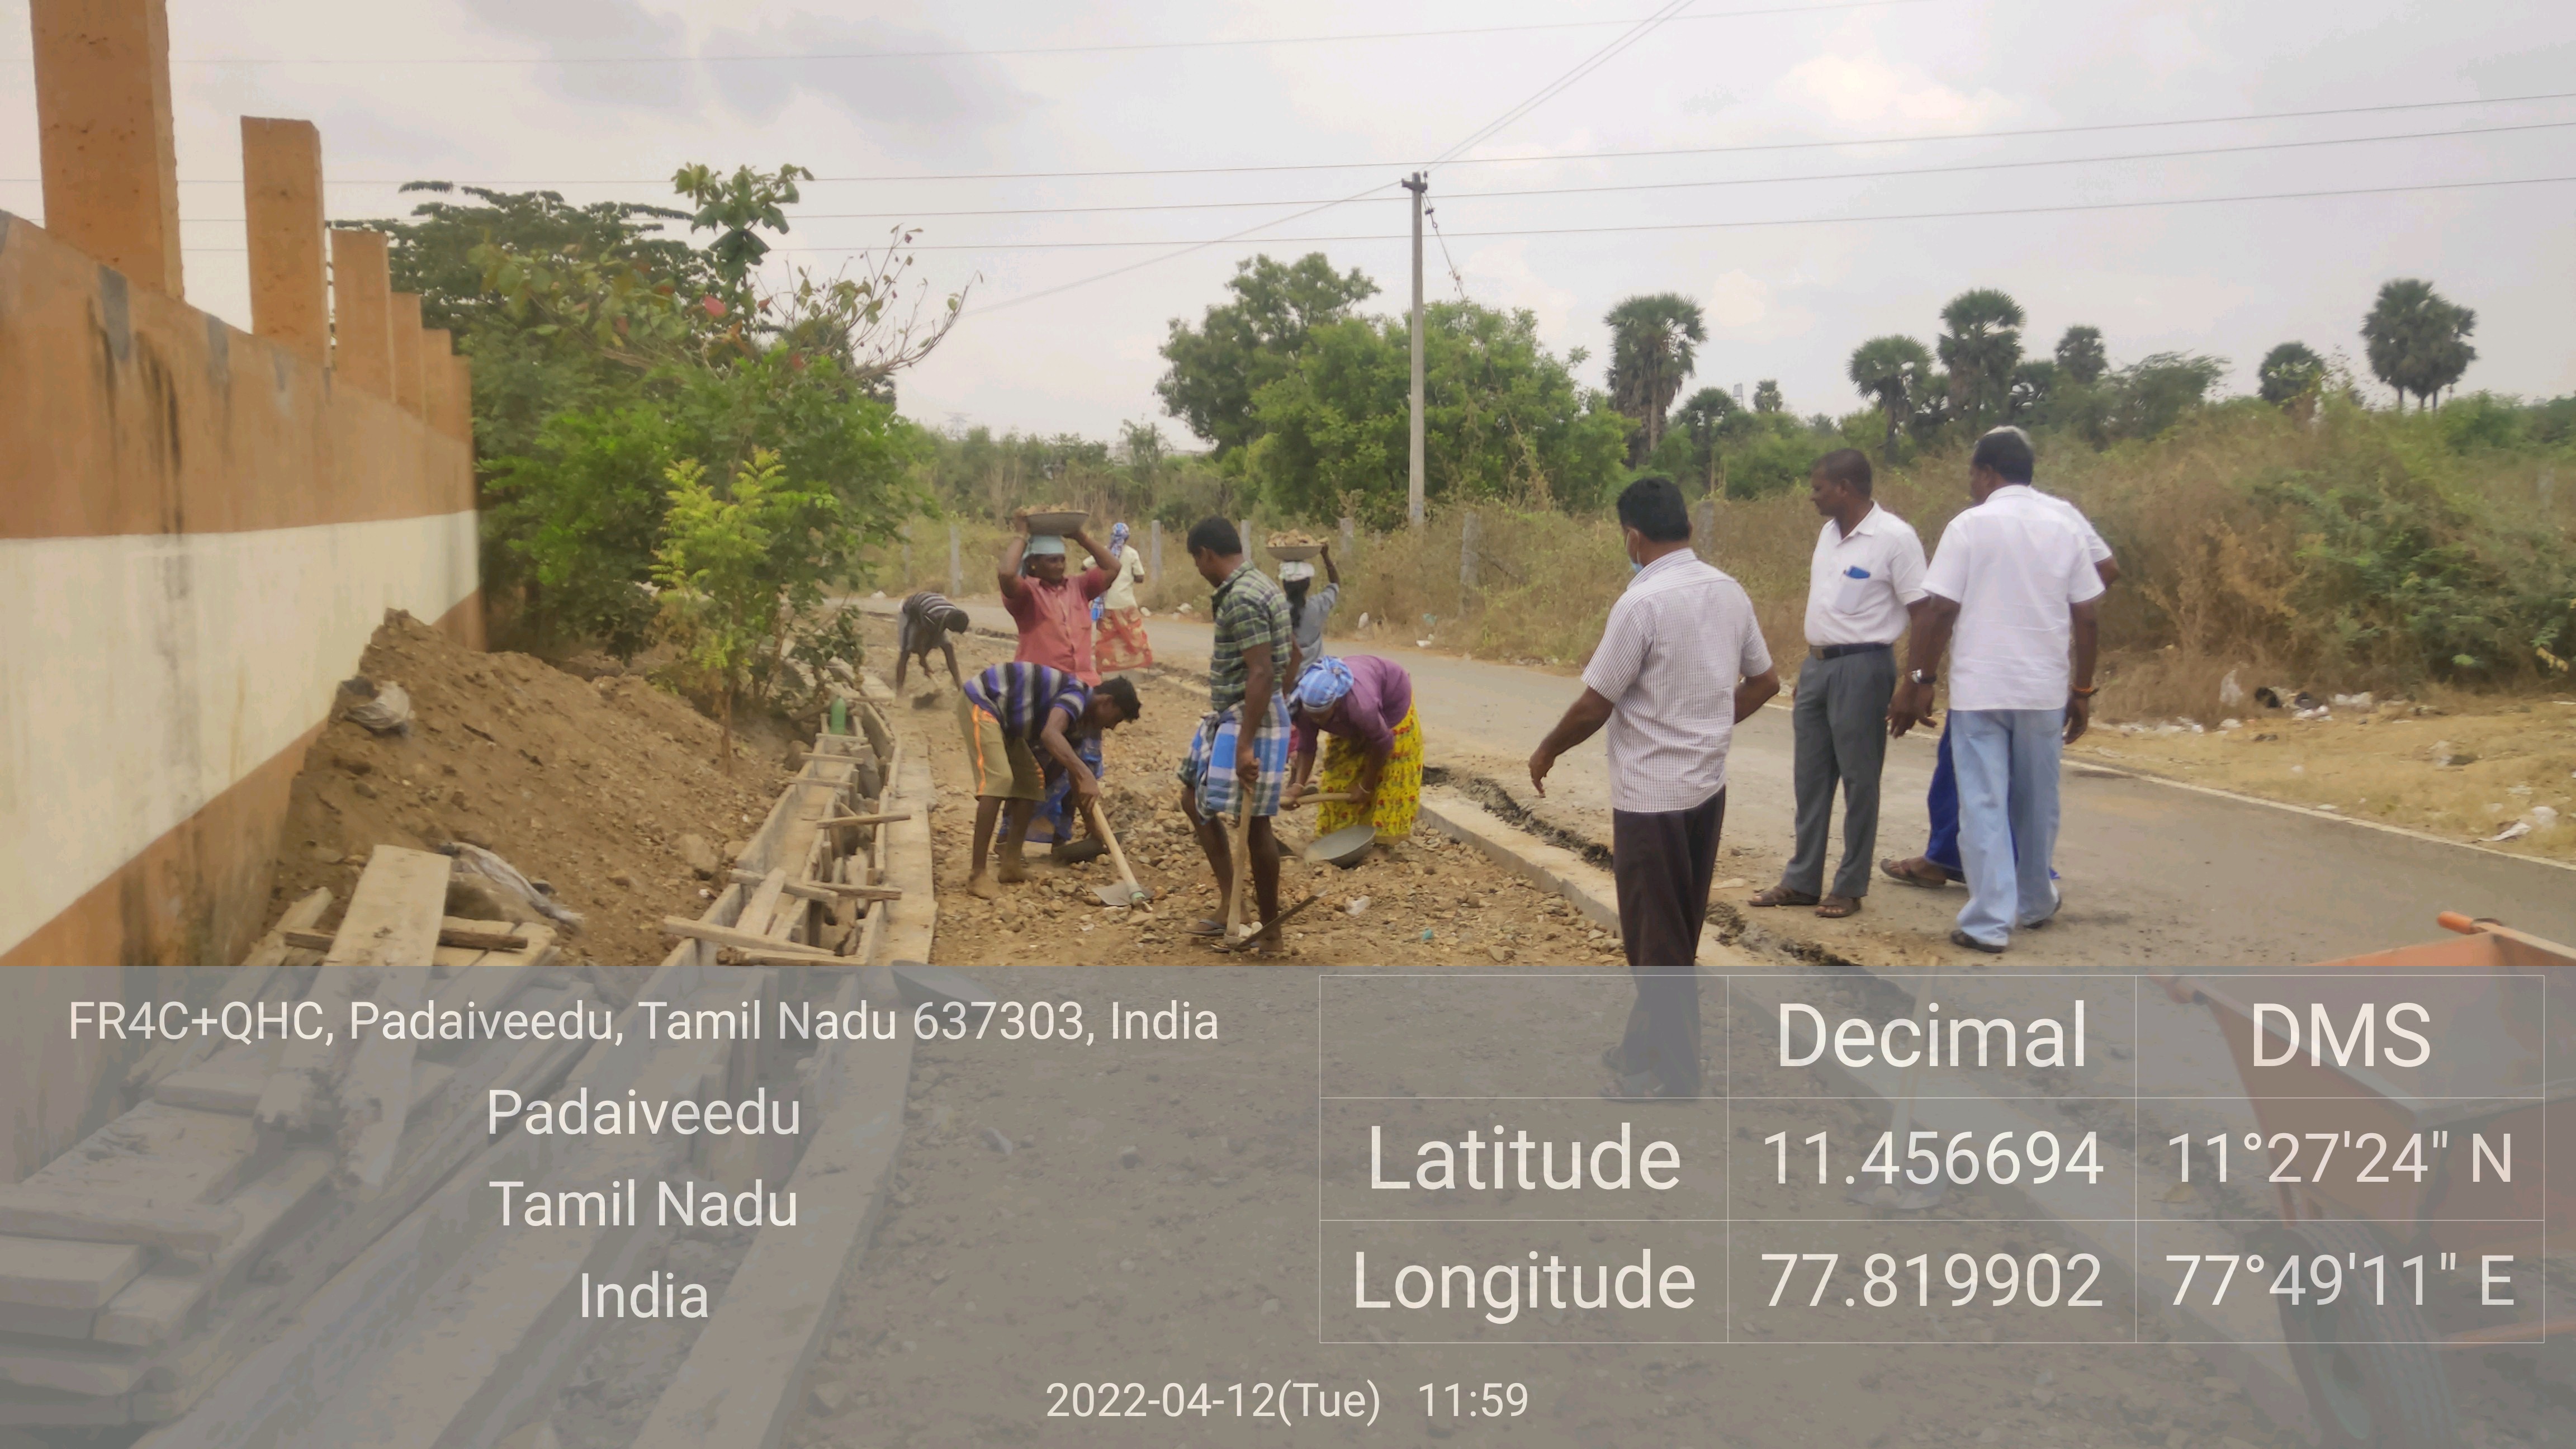 FR4C+QHC, Padaiveedu, Tamil Nadu 637303, India
Padaiveedu
Tamil Nadu
India
Decimal DMS
Latitude 11.456694 11°27'24" N
Longitude 77.819902 77°49'11" E
2022-04-12(Tue) 11:59